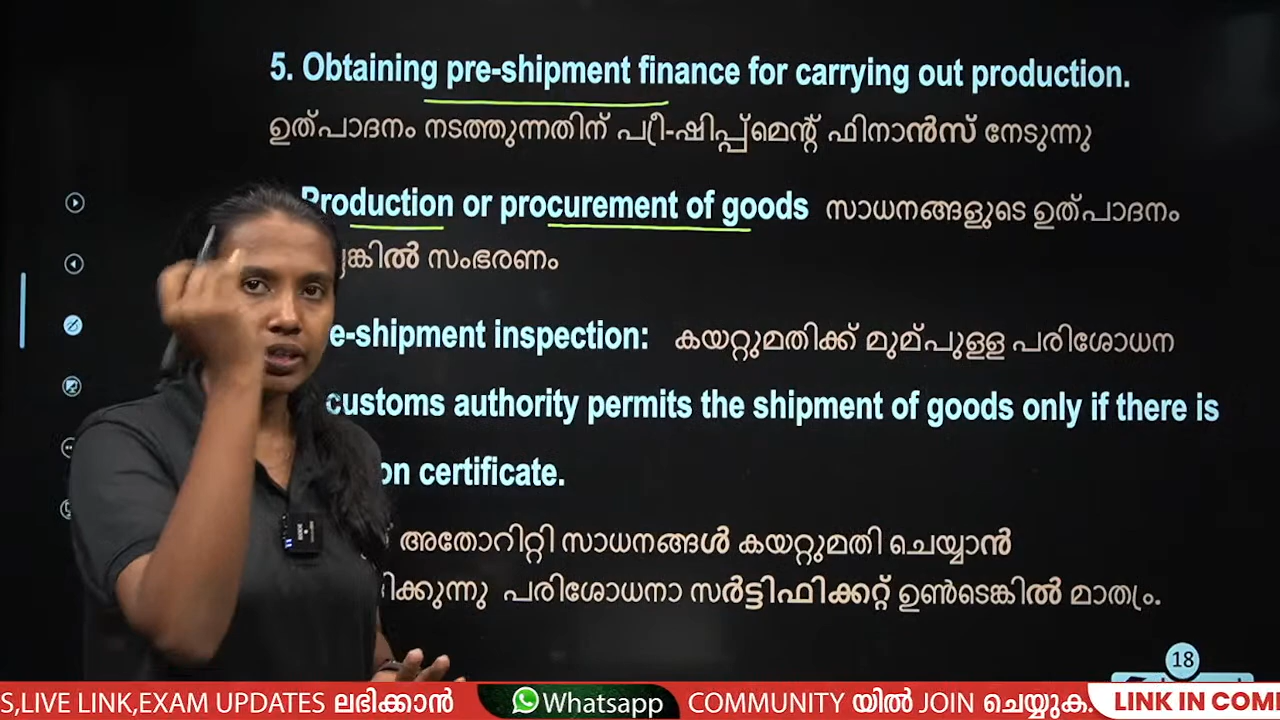 5. Obtaining pre-shipment finance for carrying out production.
ഉത്പാദനം നടത്തുന്നതിന് പ്രീ-ഷിപ്പ്മെന്റ് ഫിനാൻസ് നേടുന്നു
Production or procurement of goods സാധനങ്ങളുടെ ഉത്പാദനം
ങ്കിൽ സംഭരണം
e-shipment inspection: കയറ്റുമതിക്ക് മുമ്പുള്ള പരിശോധന
customs authority permits the shipment of goods only if there is
on certificate.
അതോറിറ്റി സാധനങ്ങൾ കയറ്റുമതി ചെയ്യാൻ
ിക്കുന്നു പരിശോധനാ സർട്ടിഫിക്കറ്റ് ഉണ്ടെങ്കിൽ മാത്രം.
18
S,LIVE LINK,EXAM UPDATES ലഭിക്കാൻ Whatsapp COMMUNITY യിൽ JOIN ചെയ്യുക. LINK IN COM